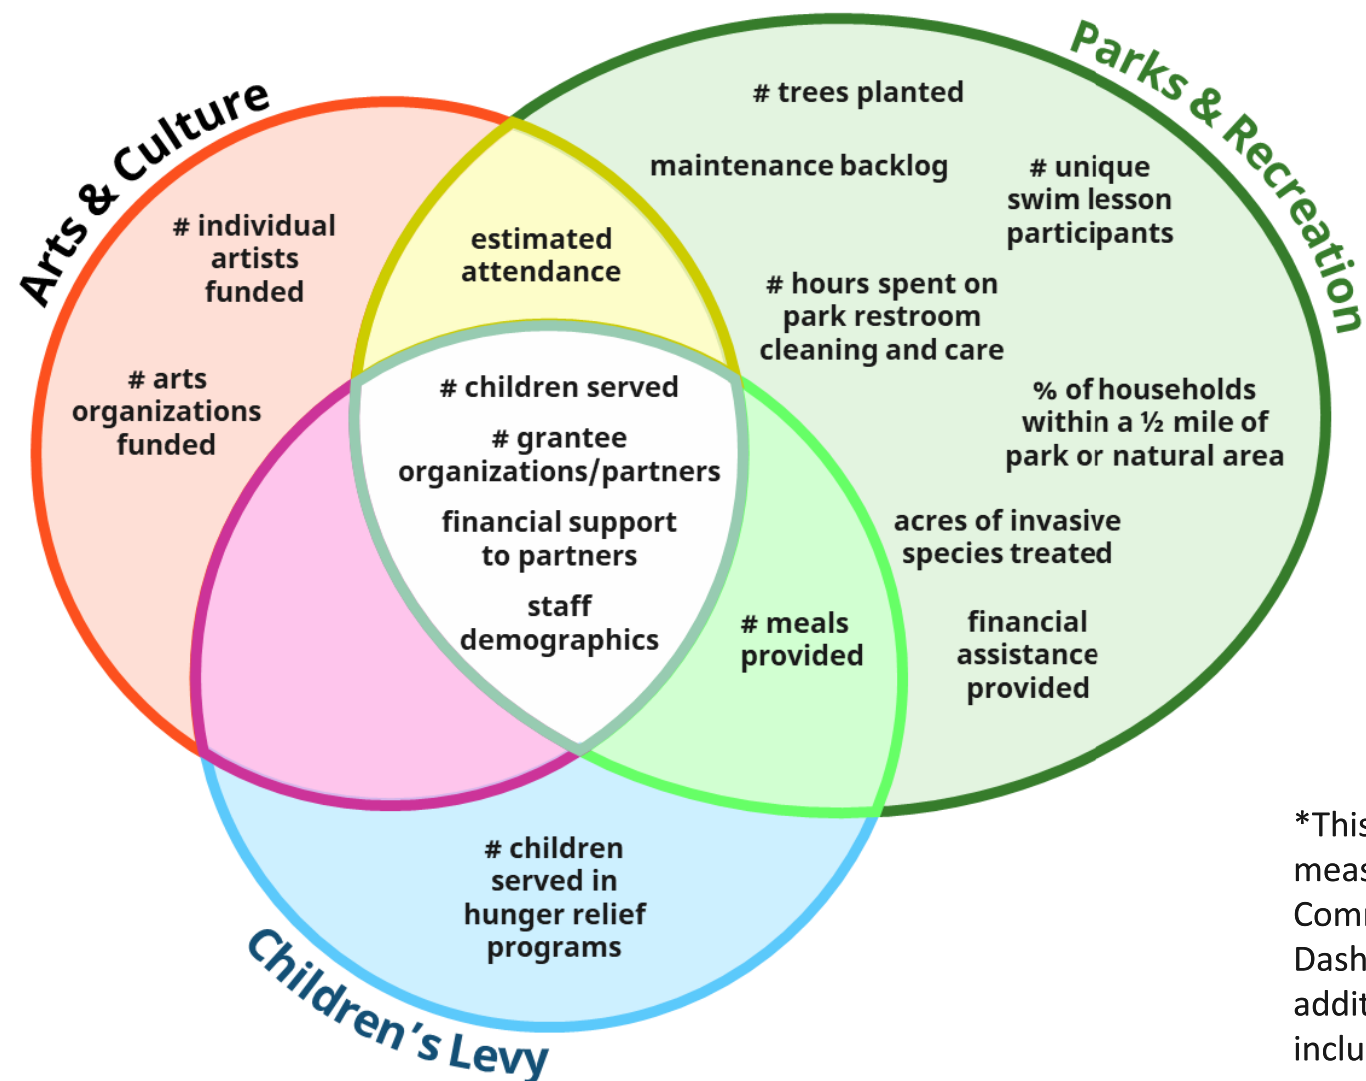 Arts & Culture
Parks & Recreation
# trees planted
maintenance backlog
# unique
swim lesson
participants
# individual
artists
funded
estimated
attendance
# hours spent on
park restroom
cleaning and care
# arts
organizations
funded
# children served
# grantee
organizations/partners
financial support
to partners
staff
demographics
% of households
within a ½ mile of
park or natural area
acres of invasive
species treated
# meals
provided
financial
assistance
provided
# children
served in
hunger relief
programs
Children's Levy
*This
meas
Com
Dash
addit
inclu